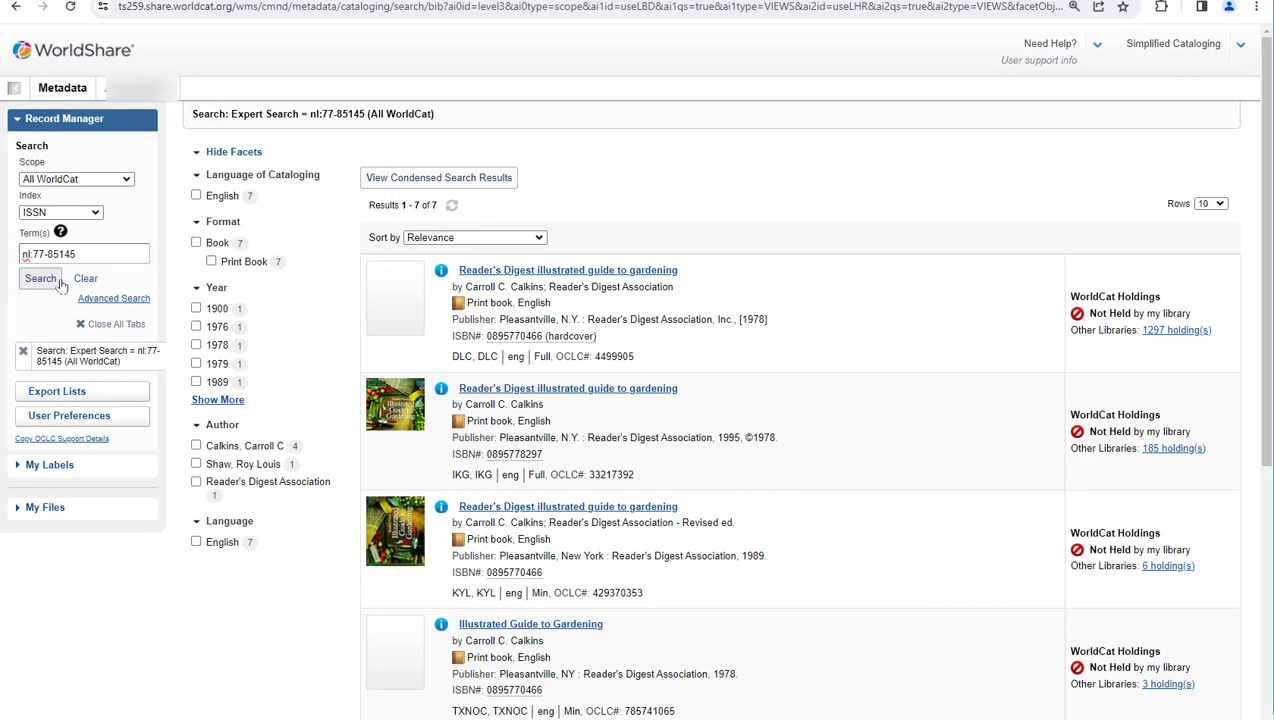 ts259.share.worldcat.org/wms/cmnd/metadata/cataloging/search/bib?ai0id=level3&ai0type=scope&ai1id=useLBD&ai1qs=true&ai1type=VIEWS&ai2id=useLHR&ai2qs=true&ai2type=VIEWS&facetObj...
WorldShare®
Need Help?
User support info
Simplified Cataloging
Metadata
Record Manager
Search
Scope
All WorldCat
Index
ISSN
Term(s)
nl:77-85145
Search Clear
Advanced Search
Close All Tabs
Search: Expert Search = nl:77-
85145 (All WorldCat)
Export Lists
User Preferences
Copy OCLC Support Details
My Labels
My Files
Search: Expert Search = nl:77-85145 (All WorldCat)
Hide Facets
Language of Cataloging
English 7
Format
Book 7
Print Book 7
Year
1900 1
1976 1
1978 1
1979 1
1989 1
Show More
Author
Calkins, Carroll C 4
Shaw, Roy Louis 1
Reader's Digest Association
1
Language
English 7
View Condensed Search Results
Results 1 - 7 of 7
Rows 10
Sort by Relevance
Reader's Digest illustrated guide to gardening
by Carroll C. Calkins; Reader's Digest Association
Print book, English
Publisher: Pleasantville, N.Y. : Reader's Digest Association, Inc., [1978]
ISBN#: 0895770466 (hardcover)
DLC, DLC | eng | Full, OCLC#: 4499905
WorldCat Holdings
Not Held by my library
Other Libraries: 1297 holding(s)
Reader's Digest illustrated guide to gardening
by Carroll C. Calkins
Print book, English
Publisher: Pleasantville, N.Y. : Reader's Digest Association, 1995, ©1978.
ISBN#: 0895778297
IKG, IKG | eng | Full, OCLC#: 33217392
WorldCat Holdings
Not Held by my library
Other Libraries: 185 holding(s)
Reader's Digest illustrated guide to gardening
by Carroll C. Calkins; Reader's Digest Association - Revised ed.
Print book, English
Publisher: Pleasantville, New York : Reader's Digest Association, 1989.
ISBN#: 0895770466
KYL, KYL | eng | Min, OCLC#: 429370353
WorldCat Holdings
Not Held by my library
Other Libraries: 6 holding(s)
Illustrated Guide to Gardening
by Carroll C. Calkins
Print book, English
Publisher: Pleasantville, NY : Reader's Digest Association, 1978.
ISBN#: 0895770466
TXNOC, TXNOC | eng | Min, OCLC#: 785741065
WorldCat Holdings
Not Held by my library
Other Libraries: 3 holding(s)